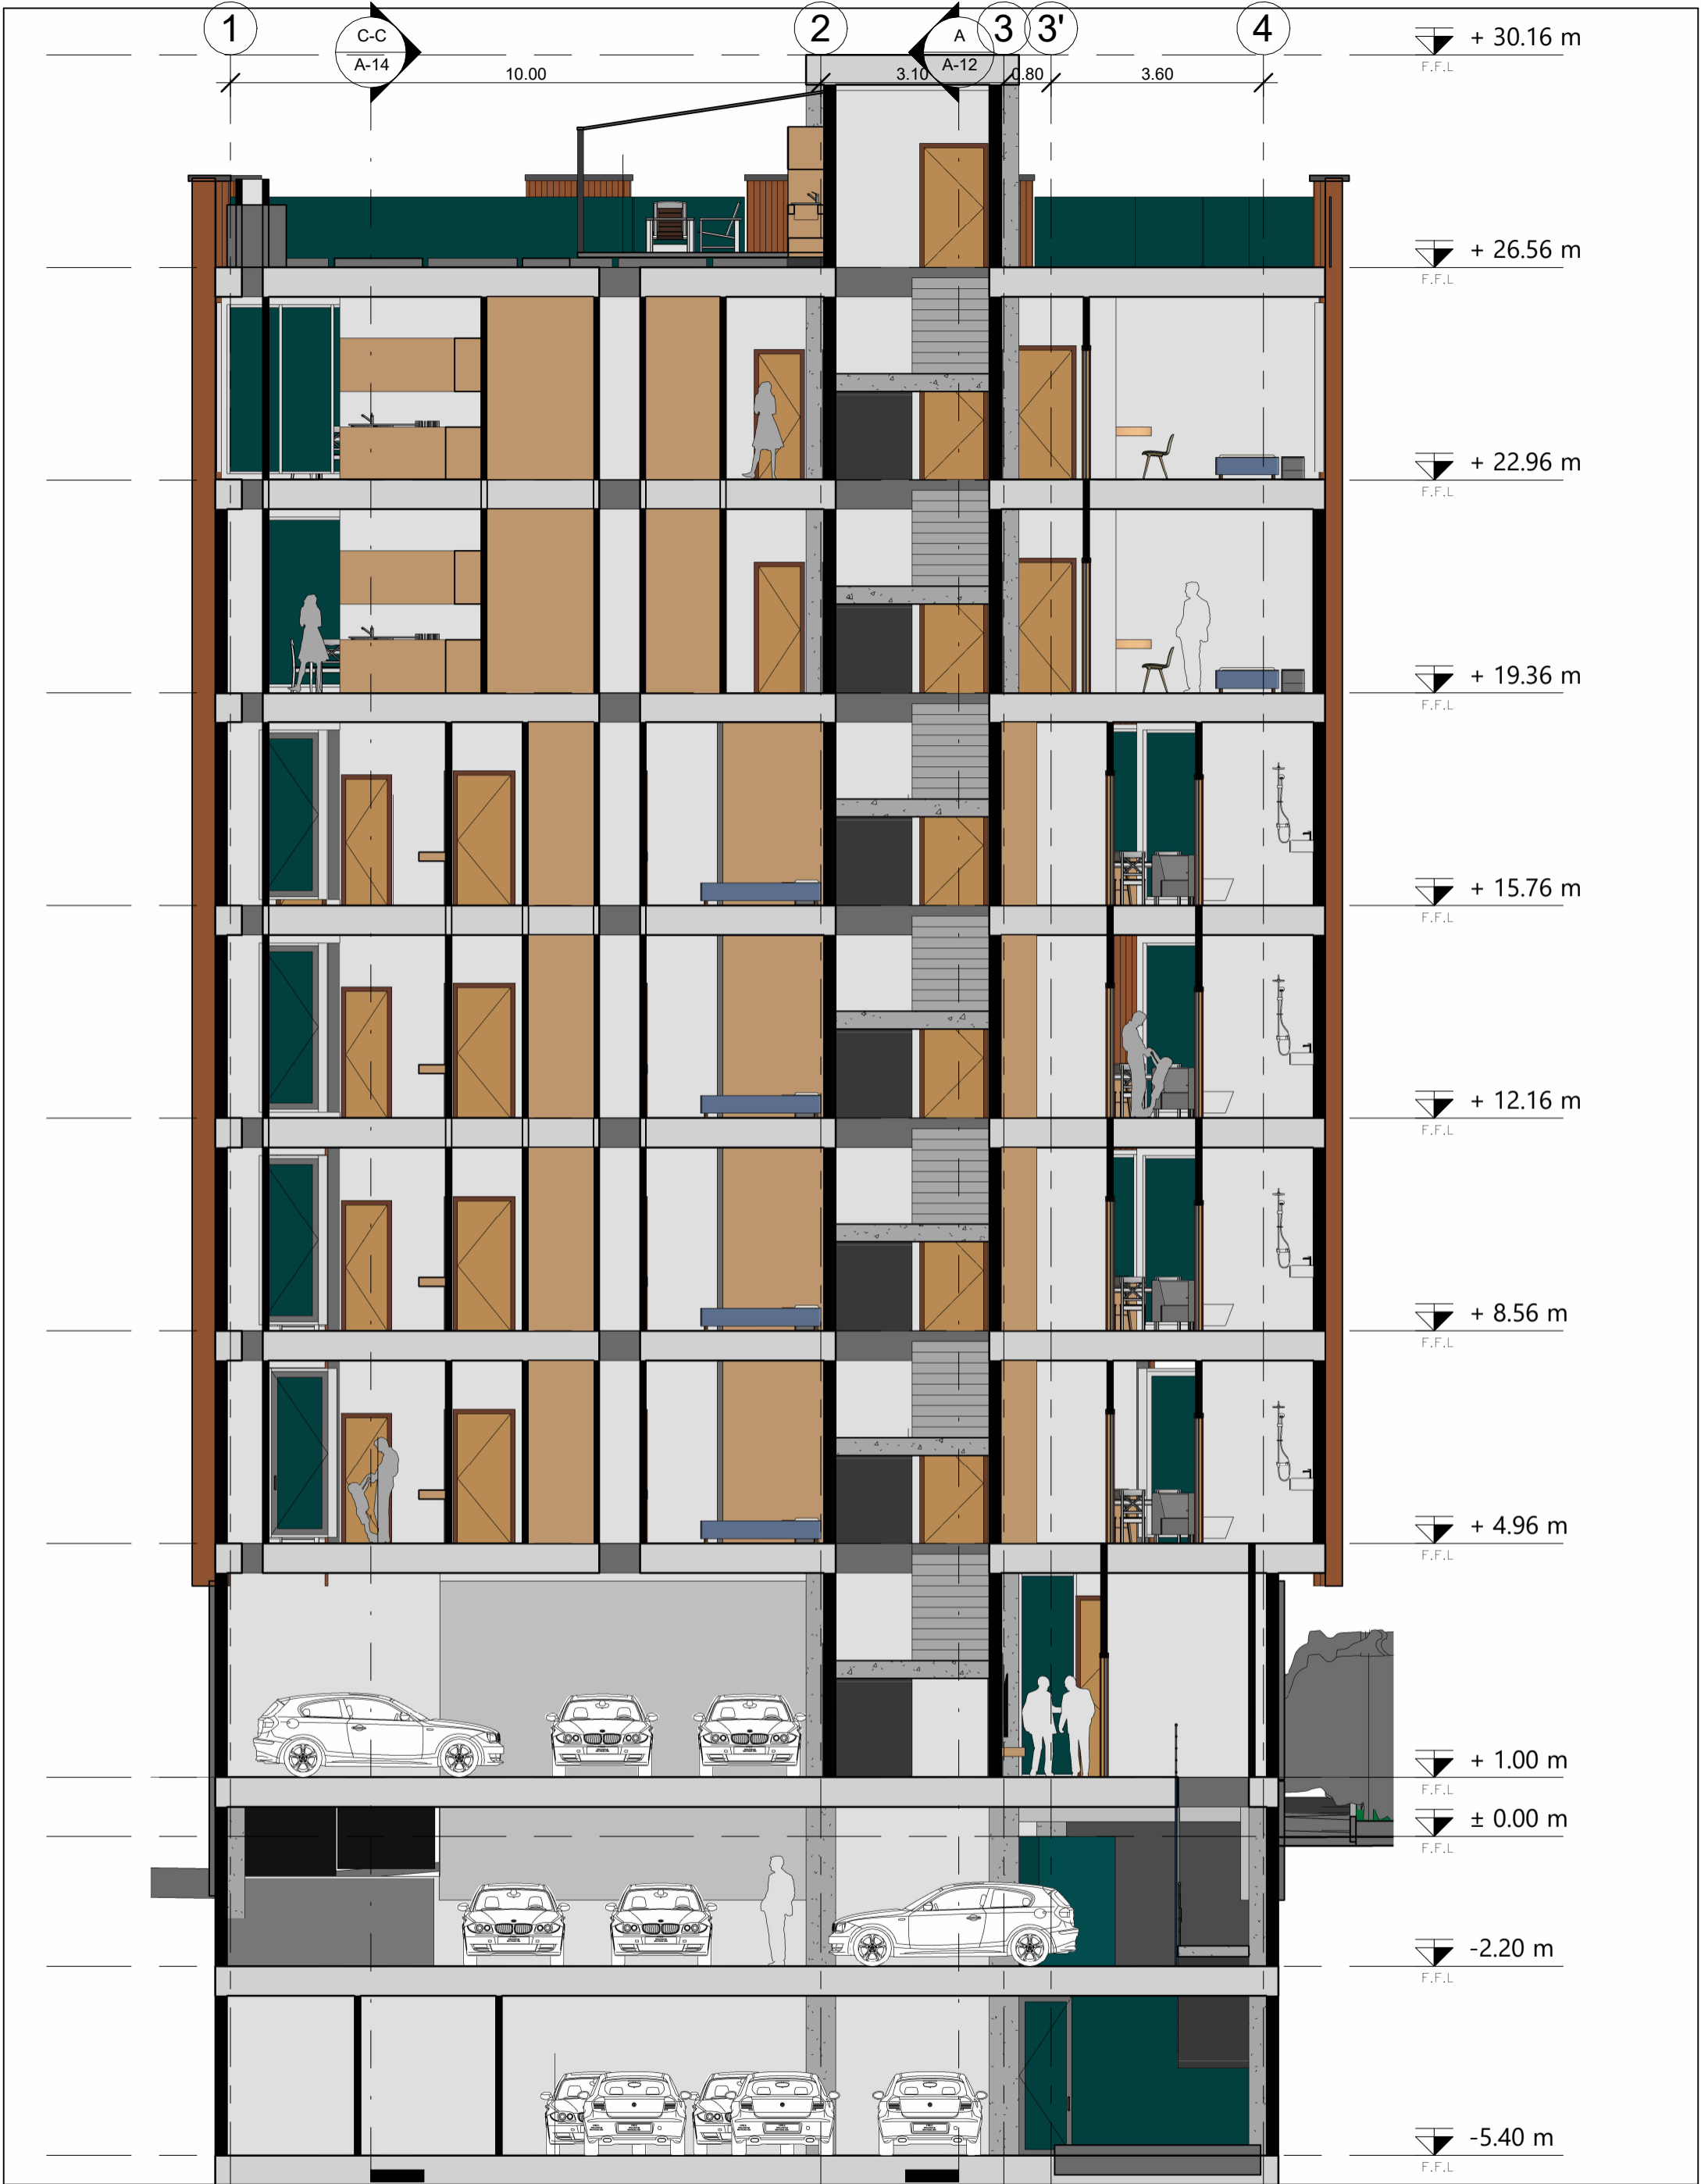 1
C-C
A-14
2
A
A-12
3
3'
4
10.00
3.10
0.80
3.60
+ 30.16 m
F.F.L
+ 26.56 m
F.F.L
+ 22.96 m
F.F.L
+ 19.36 m
F.F.L
+ 15.76 m
F.F.L
+ 12.16 m
F.F.L
+ 8.56 m
F.F.L
+ 4.96 m
F.F.L
+ 1.00 m
F.F.L
± 0.00 m
F.F.L
-2.20 m
F.F.L
-5.40 m
F.F.L